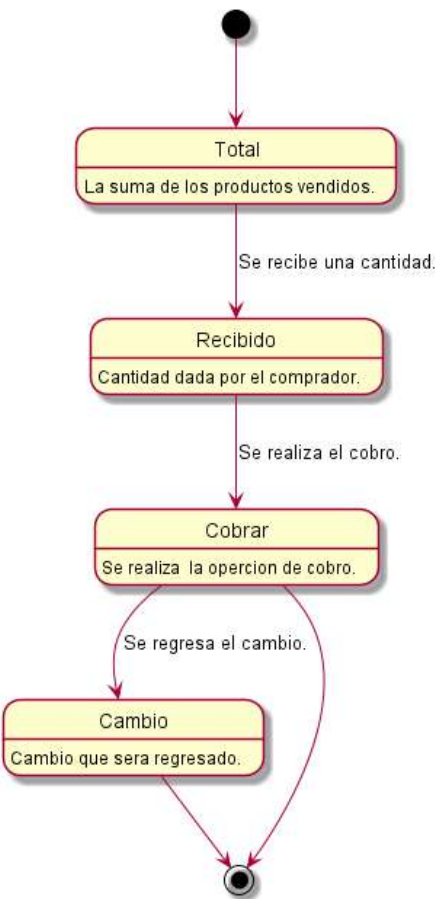 Total
La suma de los productos vendidos.
Se recibe una cantidad.
Recibido
Cantidad dada por el comprador.
Se realiza el cobro.
Cobrar
Se realiza  la opercion de cobro.
Se regresa el cambio.
Cambio
Cambio que sera regresado.